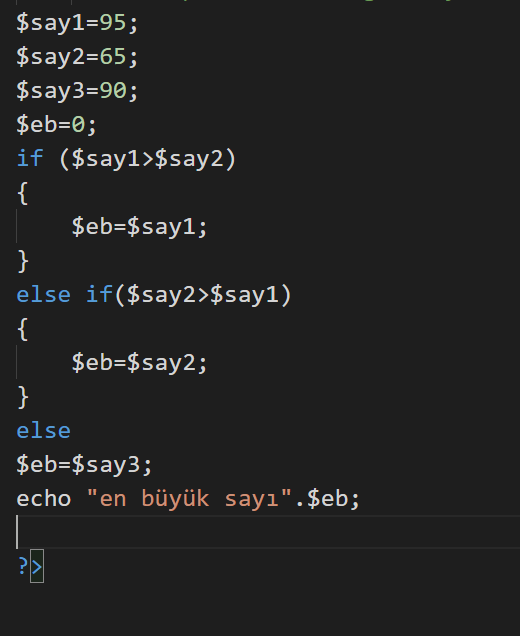 $say1=95;
$say2=65;
$say3=90;
$eb=0;
if ($say1>$say2)
{
    $eb=$say1;
}
else if($say2>$say1)
{
    $eb=$say2;
}
else
$eb=$say3;
echo "en büyük sayı".$eb;
?>